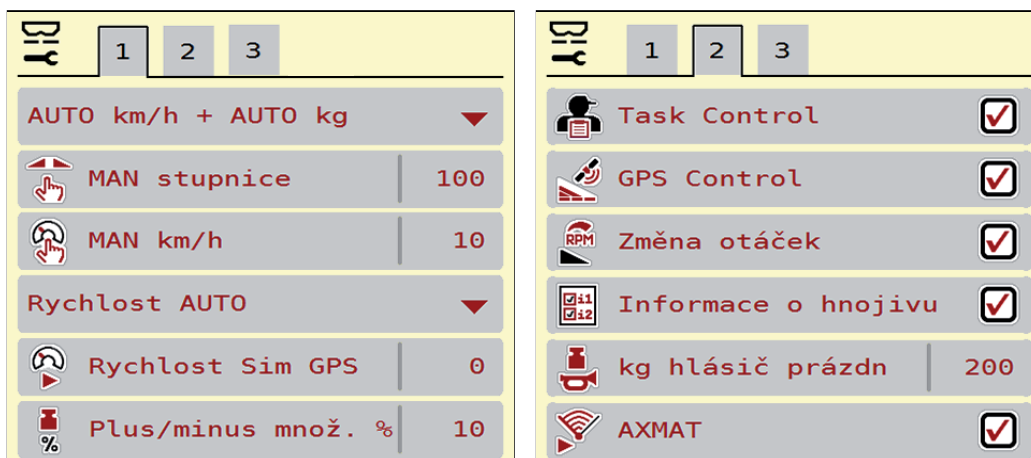 1 2 3
AUTO km/h + AUTO kg
MAN stupnice 100
MAN km/h 10
Rychlost AUTO
Rychlost Sim GPS 0
% Plus/minus množ. % 10
1 2 3
Task Control
GPS Control
RPM Změna otáček
i1 i2 Informace o hnojivu
kg hlásič prázdn 200
AXMAT